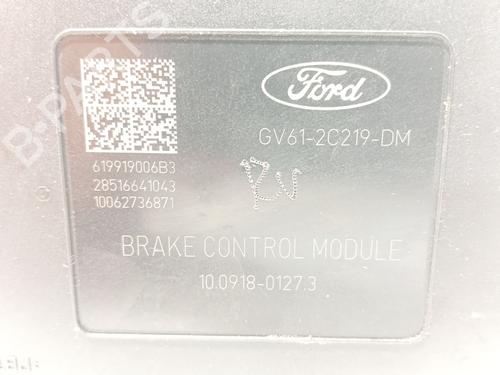 B-PARTS
Ford
GV61-2C219-DM
619919006B3
28516641043
10062736871
BRAKE CONTROL MODULE
10.0918-0127.3